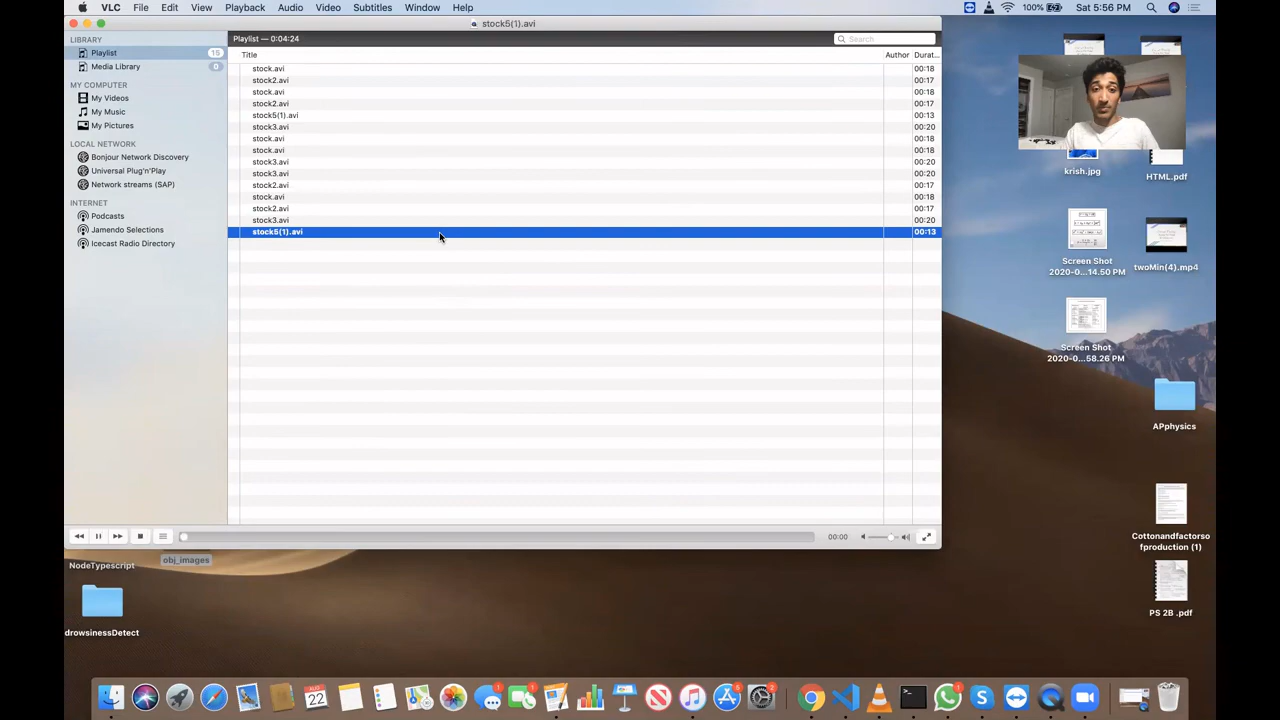 VLC File Edit View Playback Audio Video Subtitles Window Help 100% Sat 5:56 PM
stock5(1).avi
LIBRARY
Playlist 15
Media Library 0
MY COMPUTER
My Videos
My Music
My Pictures
LOCAL NETWORK
Bonjour Network Discovery
Universal Plug'n'Play
Network streams (SAP)
INTERNET
Podcasts
Jamendo Selections
Icecast Radio Directory
Playlist — 0:04:24 Search
Title Author Durat...
stock.avi 00:18
stock2.avi 00:17
stock.avi 00:18
stock2.avi 00:17
stock5(1).avi 00:13
stock3.avi 00:20
stock.avi 00:18
stock.avi 00:18
stock3.avi 00:20
stock3.avi 00:20
stock2.avi 00:17
stock.avi 00:18
stock2.avi 00:17
stock3.avi 00:20
stock5(1).avi 00:13
00:00
krish.jpg
HTML.pdf
Screen Shot
2020-0...14.50 PM
twoMin(4).mp4
Screen Shot
2020-0...58.26 PM
APphysics
Cottonandfactorso
fproduction (1)
PS 2B .pdf
NodeTypescript
obj_images
drowsinessDetect
AUG
22